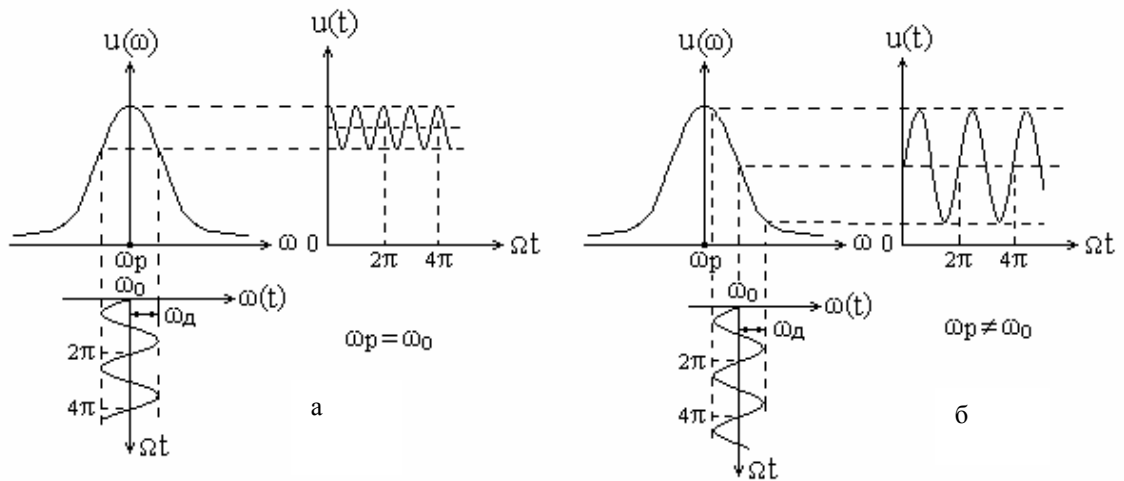 u(ω)
u(t)
ω
0
Ωt
ωр
2π
4π
ω₀
ω(t)
ωд
2π
4π
Ωt
ωр = ω₀
а
u(ω)
u(t)
ω
0
Ωt
ωр
2π
4π
ω₀
ω(t)
ωд
2π
4π
Ωt
ωр ≠ ω₀
б